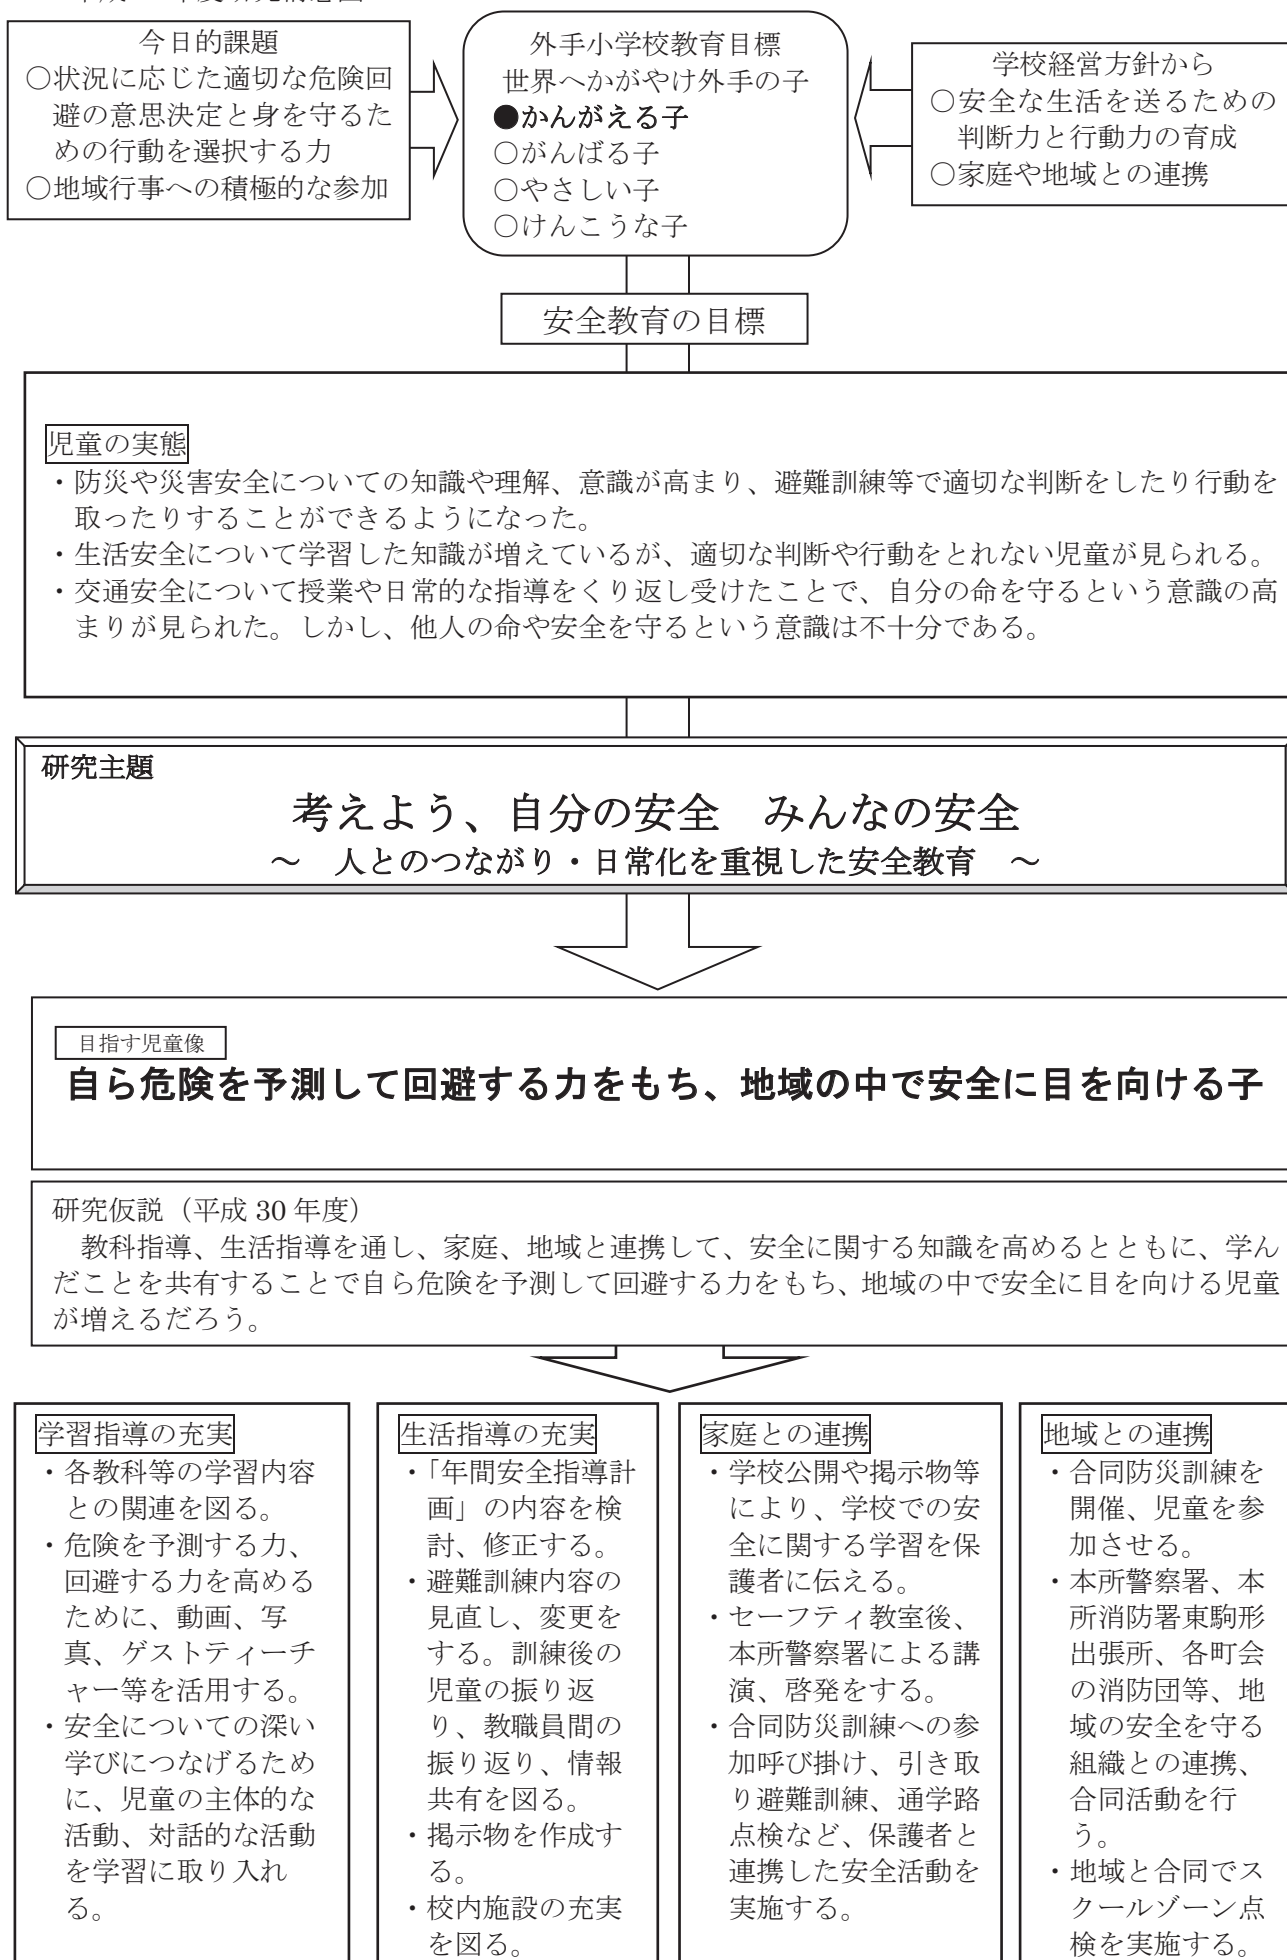 今日的課題
○状況に応じた適切な危険回
避の意思決定と身を守るた
めの行動を選択する力
○地域行事への積極的な参加
外手小学校教育目標
世界へかがやけ外手の子
●かんがえる子
○がんばる子
○やさしい子
○けんこうな子
学校経営方針から
○安全な生活を送るための
判断力と行動力の育成
○家庭や地域との連携
安全教育の目標
児童の実態
・防災や災害安全についての知識や理解、意識が高まり、避難訓練等で適切な判断をしたり行動を
取ったりすることができるようになった。
・生活安全について学習した知識が増えているが、適切な判断や行動をとれない児童が見られる。
・交通安全について授業や日常的な指導をくり返し受けたことで、自分の命を守るという意識の高
まりが見られた。しかし、他人の命や安全を守るという意識は不十分である。
研究主題
考えよう、自分の安全　みんなの安全
～　人とのつながり・日常化を重視した安全教育　～
目指す児童像
自ら危険を予測して回避する力をもち、地域の中で安全に目を向ける子
研究仮説（平成 30 年度）
教科指導、生活指導を通し、家庭、地域と連携して、安全に関する知識を高めるとともに、学ん
だことを共有することで自ら危険を予測して回避する力をもち、地域の中で安全に目を向ける児童
が増えるだろう。
学習指導の充実
・各教科等の学習内容
との関連を図る。
・危険を予測する力、
回避する力を高める
ために、動画、写
真、ゲストティーチ
ャー等を活用する。
・安全についての深い
学びにつなげるため
に、児童の主体的な
活動、対話的な活動
を学習に取り入れ
る。
生活指導の充実
・「年間安全指導計
画」の内容を検
討、修正する。
・避難訓練内容の
見直し、変更を
する。訓練後の
児童の振り返
り、教職員間の
振り返り、情報
共有を図る。
・掲示物を作成す
る。
・校内施設の充実
を図る。
家庭との連携
・学校公開や掲示物等
により、学校での安
全に関する学習を保
護者に伝える。
・セーフティ教室後、
本所警察署による講
演、啓発をする。
・合同防災訓練への参
加呼び掛け、引き取
り避難訓練、通学路
点検など、保護者と
連携した安全活動を
実施する。
地域との連携
・合同防災訓練を
開催、児童を参
加させる。
・本所警察署、本
所消防署東駒形
出張所、各町会
の消防団等、地
域の安全を守る
組織との連携、
合同活動を行
う。
・地域と合同でス
クールゾーン点
検を実施する。